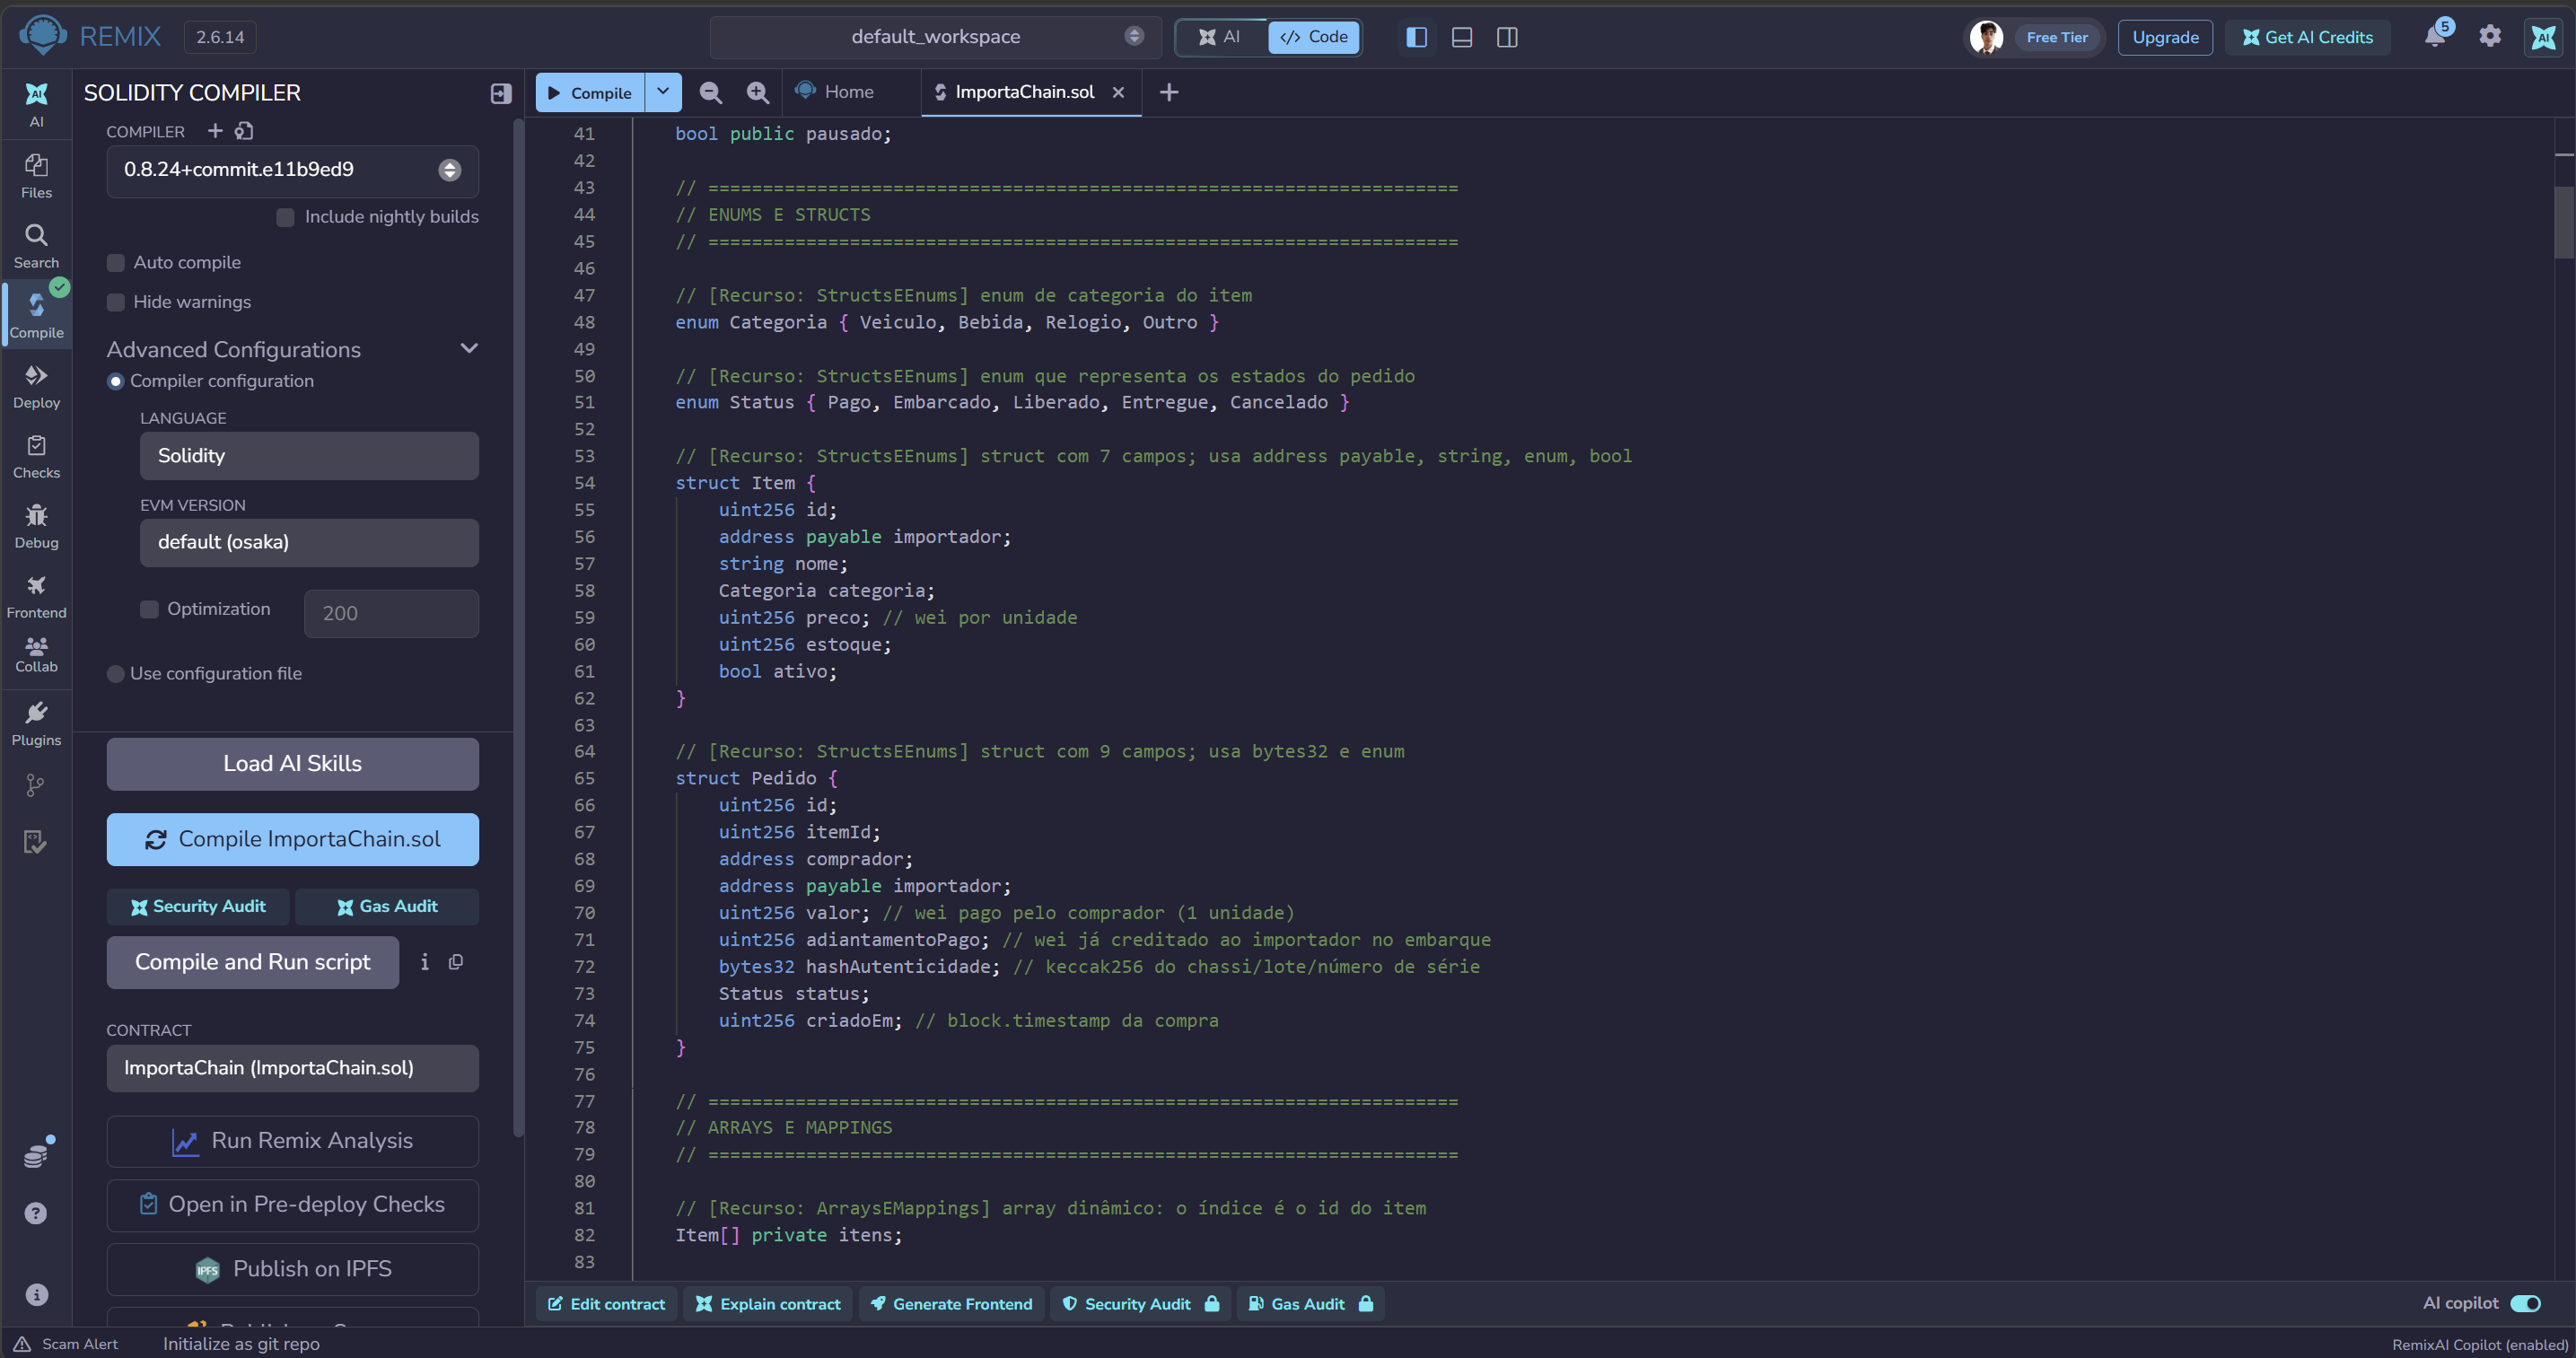 REMIX
2.6.14
default_workspace
AI
</> Code
Free Tier
Upgrade
Get AI Credits
5
AI
AI
AI
Files
Search
Compile
Deploy
Checks
Debug
Frontend
Collab
Plugins
SOLIDITY COMPILER
COMPILER
0.8.24+commit.e11b9ed9
Include nightly builds
Auto compile
Hide warnings
Advanced Configurations
Compiler configuration
LANGUAGE
Solidity
EVM VERSION
default (osaka)
Optimization
200
Use configuration file
Load AI Skills
Compile ImportaChain.sol
Security Audit
Gas Audit
Compile and Run script
CONTRACT
ImportaChain (ImportaChain.sol)
Run Remix Analysis
Open in Pre-deploy Checks
IPFS
Publish on IPFS
Compile
Home
ImportaChain.sol
41 bool public pausado;
42
43 // =====================================================================
44 // ENUMS E STRUCTS
45 // =====================================================================
46
47 // [Recurso: StructsEEnums] enum de categoria do item
48 enum Categoria { Veiculo, Bebida, Relogio, Outro }
49
50 // [Recurso: StructsEEnums] enum que representa os estados do pedido
51 enum Status { Pago, Embarcado, Liberado, Entregue, Cancelado }
52
53 // [Recurso: StructsEEnums] struct com 7 campos; usa address payable, string, enum, bool
54 struct Item {
55 uint256 id;
56 address payable importador;
57 string nome;
58 Categoria categoria;
59 uint256 preco; // wei por unidade
60 uint256 estoque;
61 bool ativo;
62 }
63
64 // [Recurso: StructsEEnums] struct com 9 campos; usa bytes32 e enum
65 struct Pedido {
66 uint256 id;
67 uint256 itemId;
68 address comprador;
69 address payable importador;
70 uint256 valor; // wei pago pelo comprador (1 unidade)
71 uint256 adiantamentoPago; // wei já creditado ao importador no embarque
72 bytes32 hashAutenticidade; // keccak256 do chassi/lote/número de série
73 Status status;
74 uint256 criadoEm; // block.timestamp da compra
75 }
76
77 // =====================================================================
78 // ARRAYS E MAPPINGS
79 // =====================================================================
80
81 // [Recurso: ArraysEMappings] array dinâmico: o índice é o id do item
82 Item[] private itens;
83
Edit contract
Explain contract
Generate Frontend
Security Audit
Gas Audit
AI copilot
Scam Alert
Initialize as git repo
RemixAI Copilot (enabled)